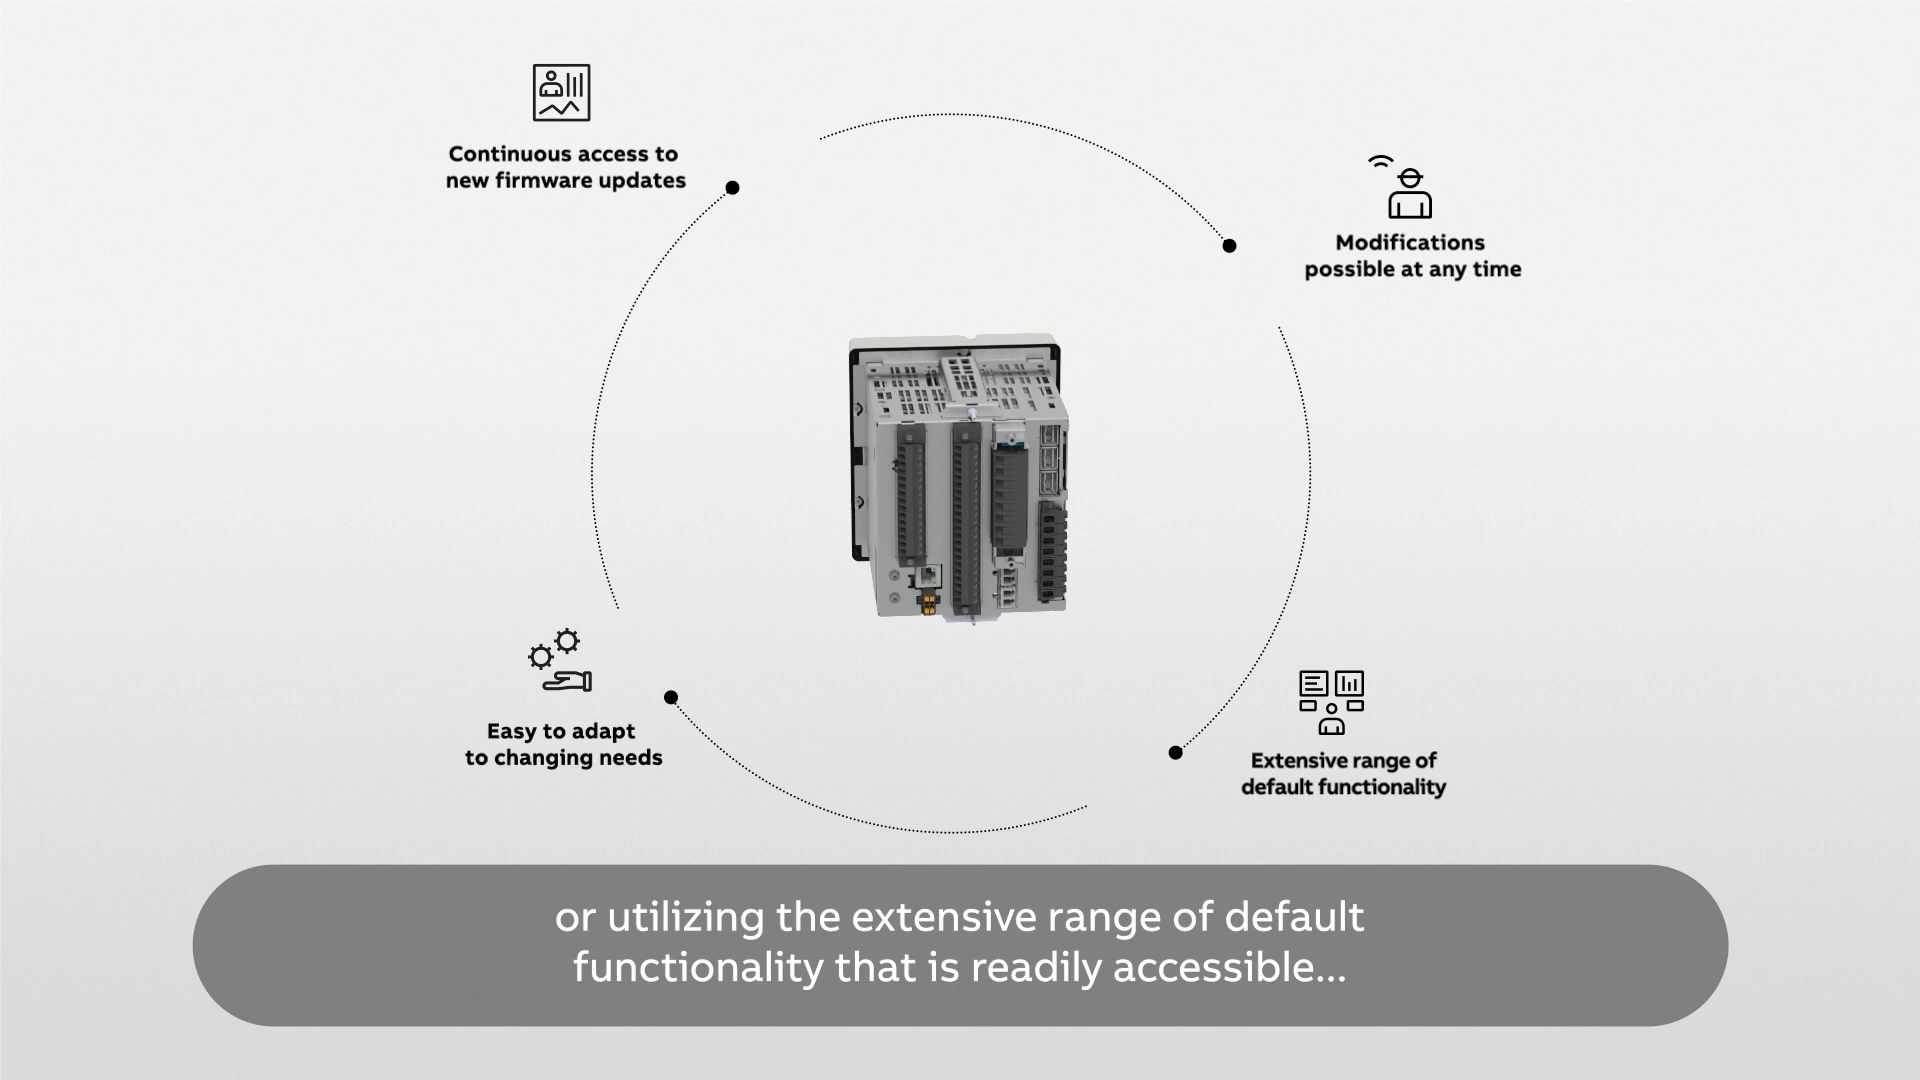 Continuous access to
new firmware updates
Modifications
possible at any time
Easy to adapt
to changing needs
Extensive range of
default functionality
or utilizing the extensive range of default
functionality that is readily accessible...